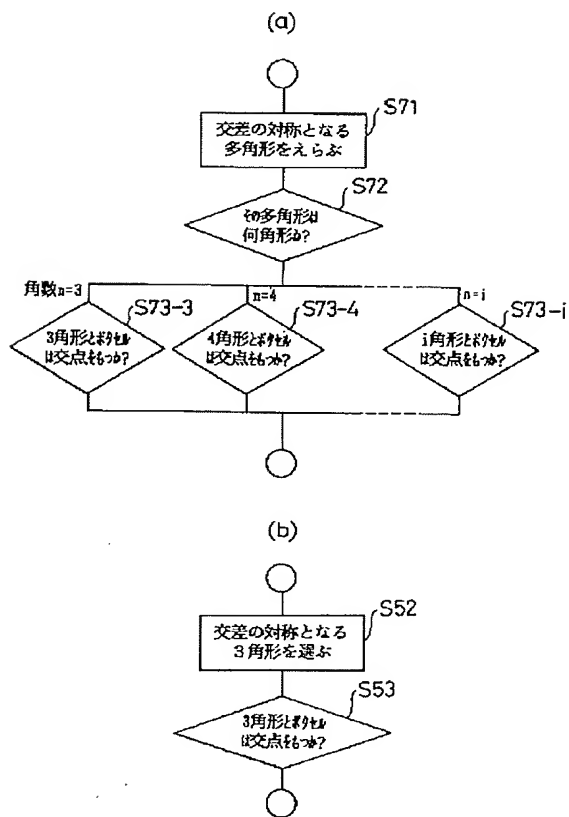 (a)
S71
交差の対称となる
多角形をえらぶ
S72
その多角形は
何角形か?
角数n=3
n=4
n=i
S73-3
S73-4
S73-i
3角形とボクセル
は交点をもつか?
4角形とボクセル
は交点をもつか?
i角形とボクセル
は交点をもつか?
(b)
S52
交差の対称となる
3角形を選ぶ
S53
3角形とボクセル
は交点をもつか?